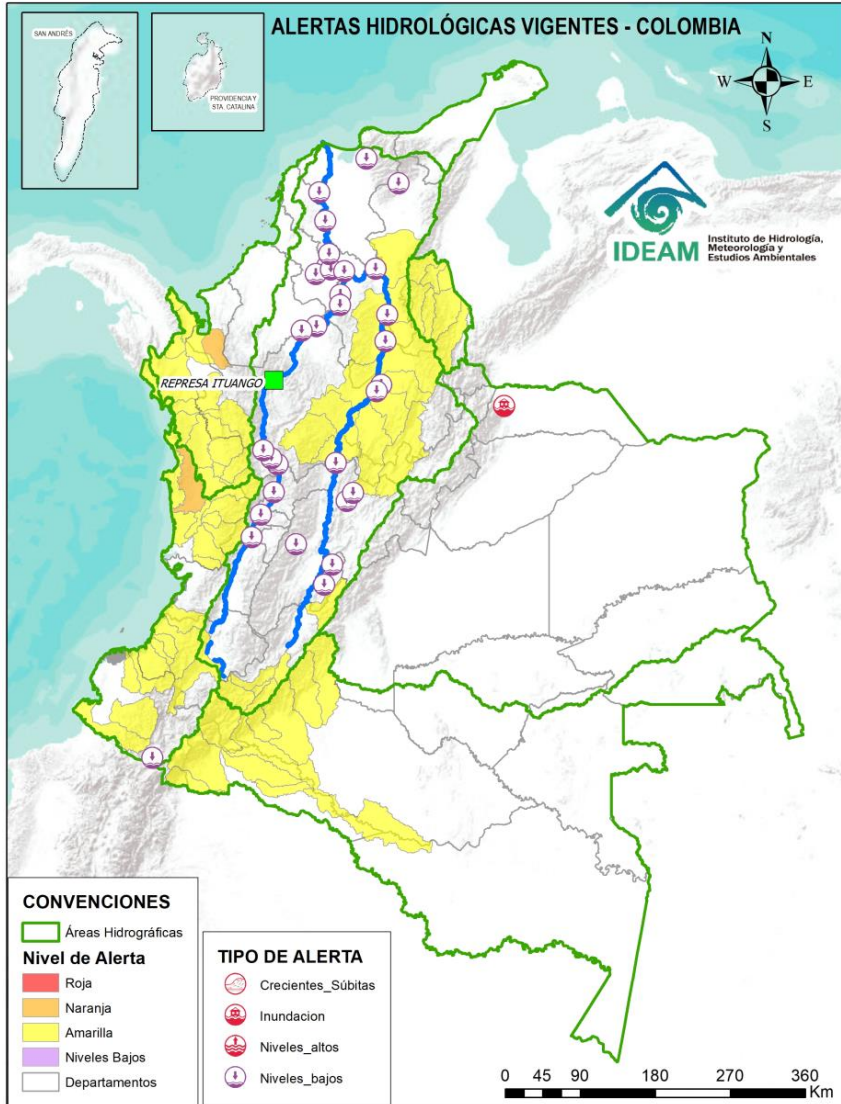 ALERTAS HIDROLÓGICAS VIGENTES - COLOMBIA
SAN ANDRÉS
PROVIDENCIA Y
STA. CATALINA
N
W
E
S
IDEAM
Instituto de Hidrología,
Meteorología y
Estudios Ambientales
REPRESA ITUANGO
CONVENCIONES
Áreas Hidrográficas
Nivel de Alerta
Roja
Naranja
Amarilla
Niveles Bajos
Departamentos
TIPO DE ALERTA
Crecientes_Súbitas
Inundacion
Niveles_altos
Niveles_bajos
0 45 90 180 270 360
Km